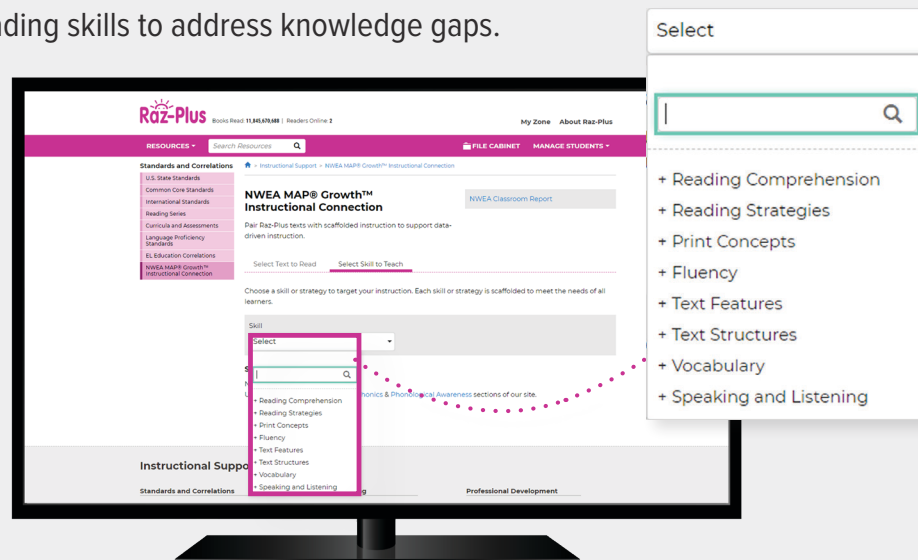 ding skills to address knowledge gaps.
Raz-Plus Books Read: 11,845,670,688 | Readers Online: 2
My Zone About Raz-Plus
RESOURCES Search Resources FILE CABINET MANAGE STUDENTS
Standards and Correlations
U.S. State Standards
Common Core Standards
International Standards
Reading Series
Curricula and Assessments
Language Proficiency
Standards
EL Education Correlations
NWEA MAP® Growth™
Instructional Connection
> Instructional Support > NWEA MAP® Growth™ Instructional Connection
NWEA MAP® Growth™
Instructional Connection
NWEA Classroom Report
Pair Raz-Plus texts with scaffolded instruction to support data-
driven instruction.
Select Text to Read Select Skill to Teach
Choose a skill or strategy to target your instruction. Each skill or strategy is scaffolded to meet the needs of all
learners.
Skill
Select
honics & Phonological Awareness sections of our site.
+ Reading Comprehension
+ Reading Strategies
+ Print Concepts
+ Fluency
+ Text Features
+ Text Structures
+ Vocabulary
+ Speaking and Listening
Instructional Suppo
Standards and Correlations
Professional Development
Select
+ Reading Comprehension
+ Reading Strategies
+ Print Concepts
+ Fluency
+ Text Features
+ Text Structures
+ Vocabulary
+ Speaking and Listening